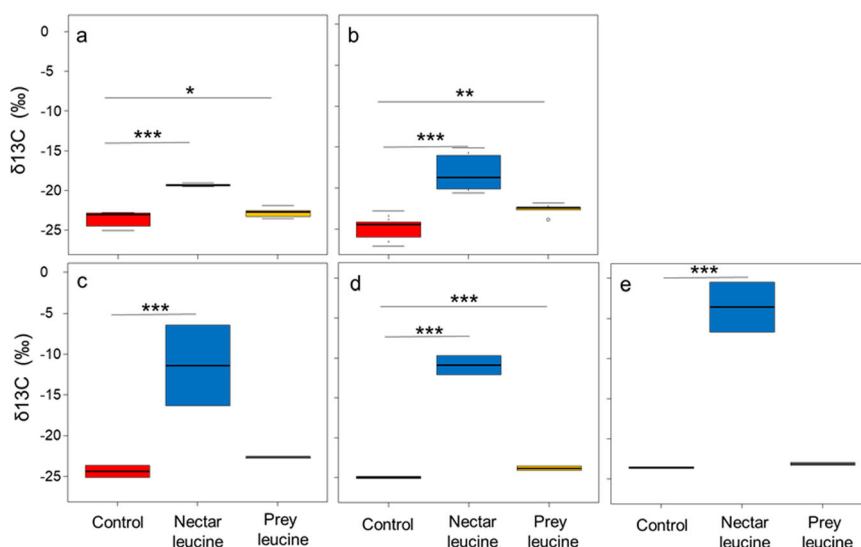 a
b
0
-5
-10
-15
-20
-25
δ13C (‰)
*
***
**
***
c
d
e
0
-5
-10
-15
-20
-25
δ13C (‰)
***
***
***
***
Control
Nectar
leucine
Prey
leucine
Control
Nectar
leucine
Prey
leucine
Control
Nectar
leucine
Prey
leucine